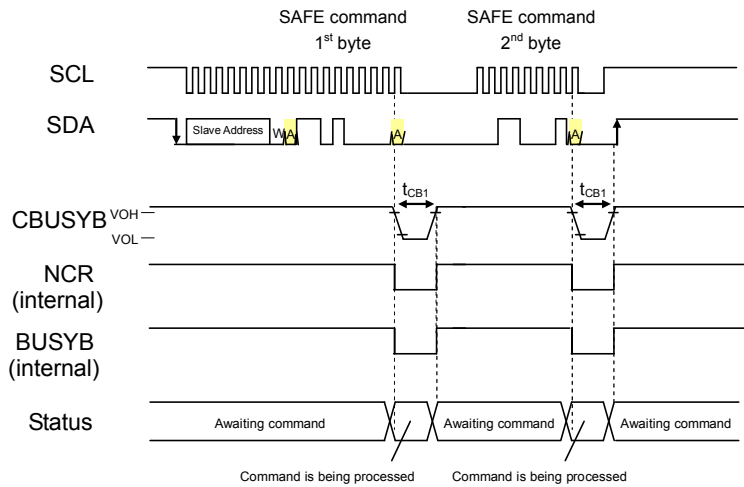 SAFE command
1st byte
SAFE command
2nd byte
SCL
SDA
Slave Address
W
A
A
A
tCB1
tCB1
CBUSYB
VOH
VOL
NCR
(internal)
BUSYB
(internal)
Status
Awaiting command
Awaiting command
Awaiting command
Command is being processed
Command is being processed